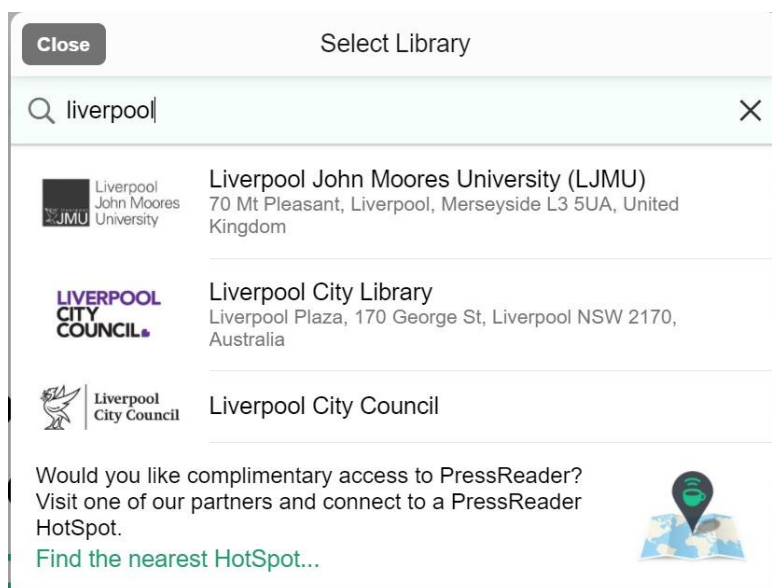 Close
Select Library
liverpool
Liverpool
John Moores
University
LJMU
Liverpool John Moores University (LJMU)
70 Mt Pleasant, Liverpool, Merseyside L3 5UA, United
Kingdom
LIVERPOOL
CITY
COUNCIL
Liverpool City Library
Liverpool Plaza, 170 George St, Liverpool NSW 2170,
Australia
Liverpool
City Council
Liverpool City Council
Would you like complimentary access to PressReader?
Visit one of our partners and connect to a PressReader
HotSpot.
Find the nearest HotSpot...